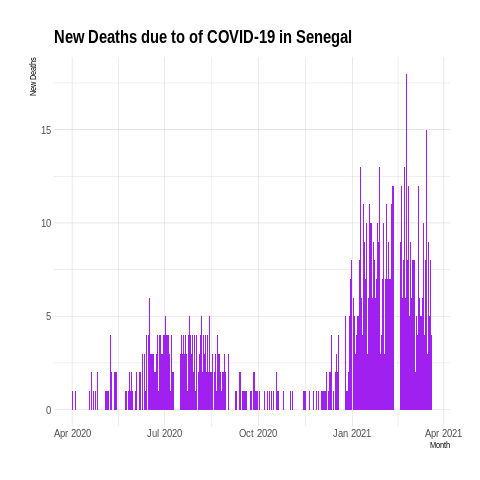 New Deaths due to of COVID-19 in Senegal
New Deaths
15
10
5
0
Apr 2020 Jul 2020 Oct 2020 Jan 2021 Apr 2021
Month